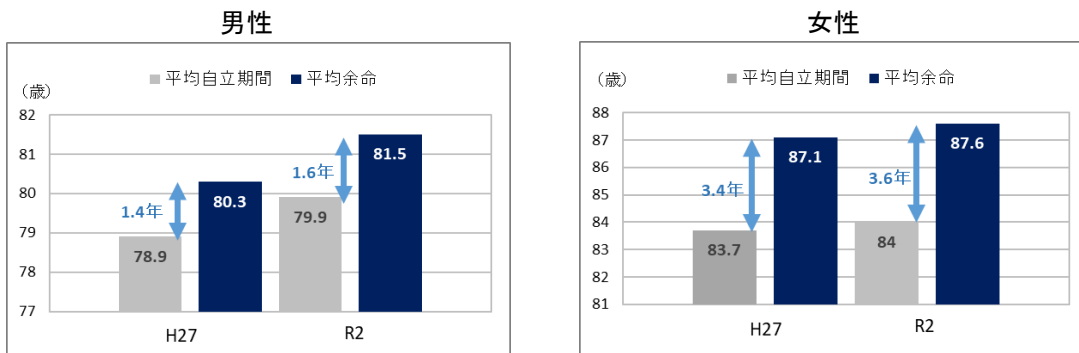 男性
平均自立期間 平均余命
（歳）
82
81
80
79
78
77
1.4年
78.9
80.3
1.6年
79.9
81.5
H27
R2
女性
平均自立期間 平均余命
（歳）
88
87
86
85
84
83
82
81
3.4年
83.7
87.1
3.6年
84
87.6
H27
R2